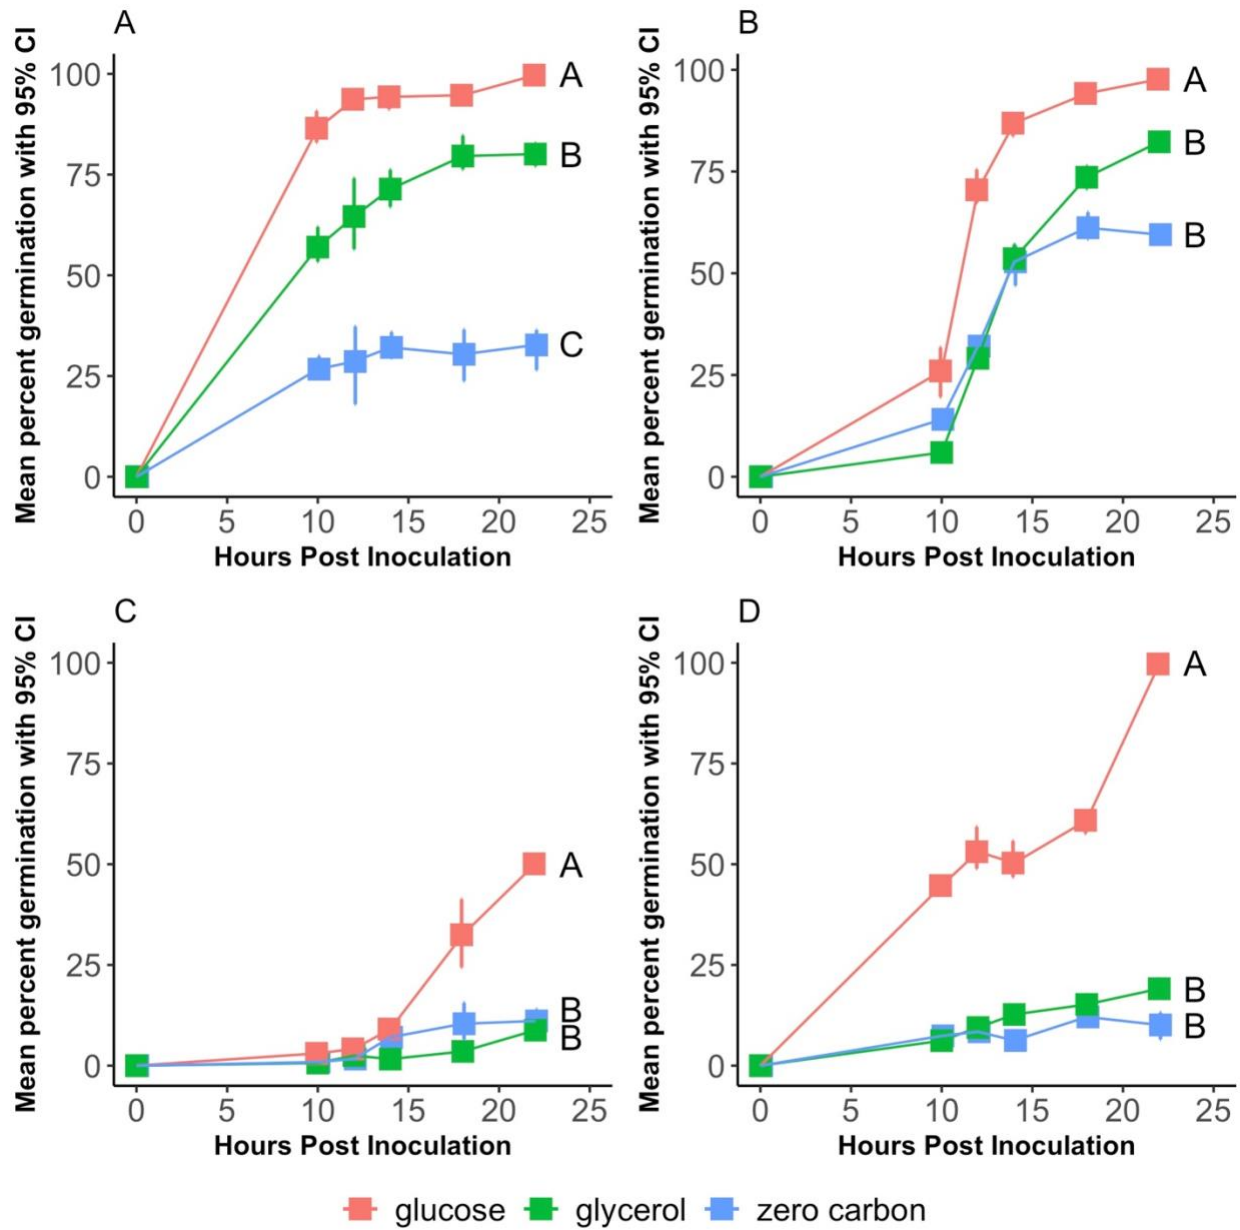 A
Mean percent germination with 95% CI
100
75
50
25
0
A
B
C
0 5 10 15 20 25
Hours Post Inoculation
B
Mean percent germination with 95% CI
100
75
50
25
0
A
B
B
0 5 10 15 20 25
Hours Post Inoculation
C
Mean percent germination with 95% CI
100
75
50
25
0
A
B
B
0 5 10 15 20 25
Hours Post Inoculation
D
Mean percent germination with 95% CI
100
75
50
25
0
A
B
B
0 5 10 15 20 25
Hours Post Inoculation
glucose glycerol zero carbon